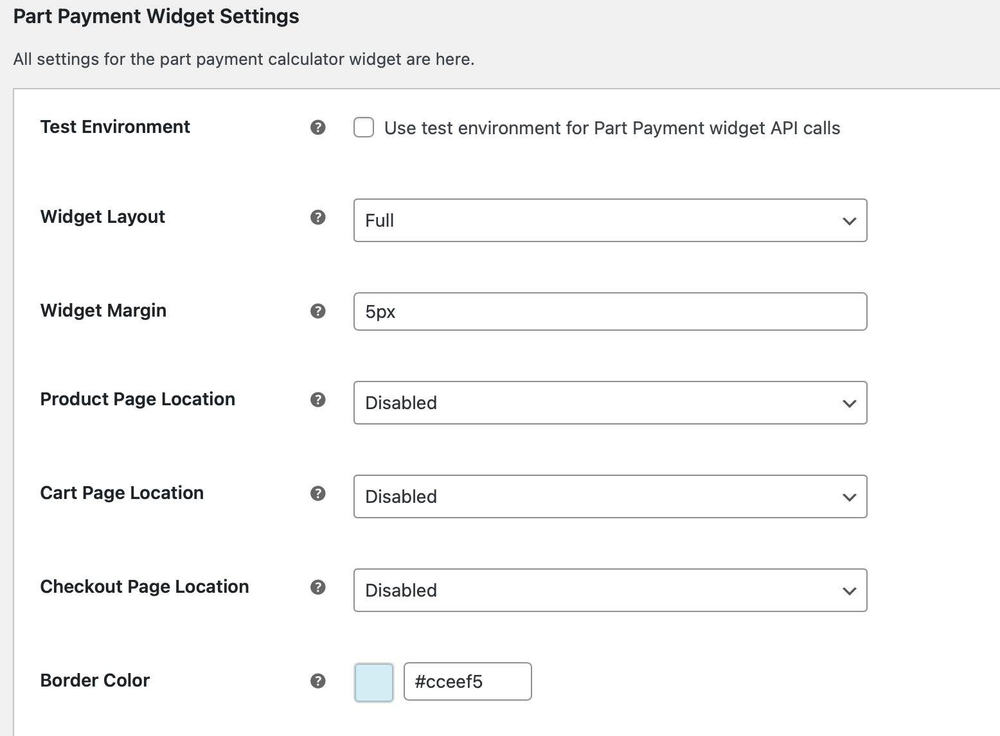 Part Payment Widget Settings
All settings for the part payment calculator widget are here.
Test Environment
Use test environment for Part Payment widget API calls
Widget Layout
Full
Widget Margin
5px
Product Page Location
Disabled
Cart Page Location
Disabled
Checkout Page Location
Disabled
Border Color
#cceef5